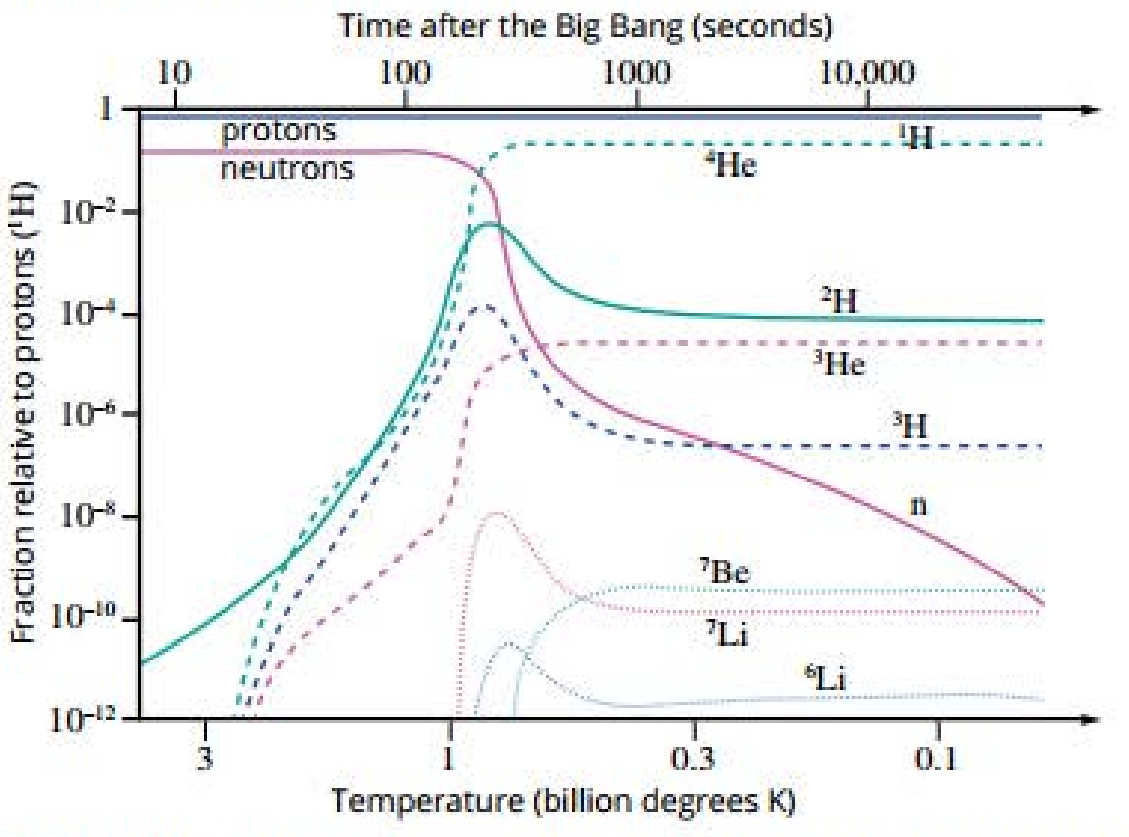 Time after the Big Bang (seconds)
10 100 1000 10,000
1
protons
¹H
neutrons
⁴He
10⁻²
²H
10⁻⁴
³He
10⁻⁶
³H
10⁻⁸
n
⁷Be
10⁻¹⁰
⁷Li
⁶Li
10⁻¹²
3 1 0.3 0.1
Temperature (billion degrees K)
Fraction relative to protons (¹H)